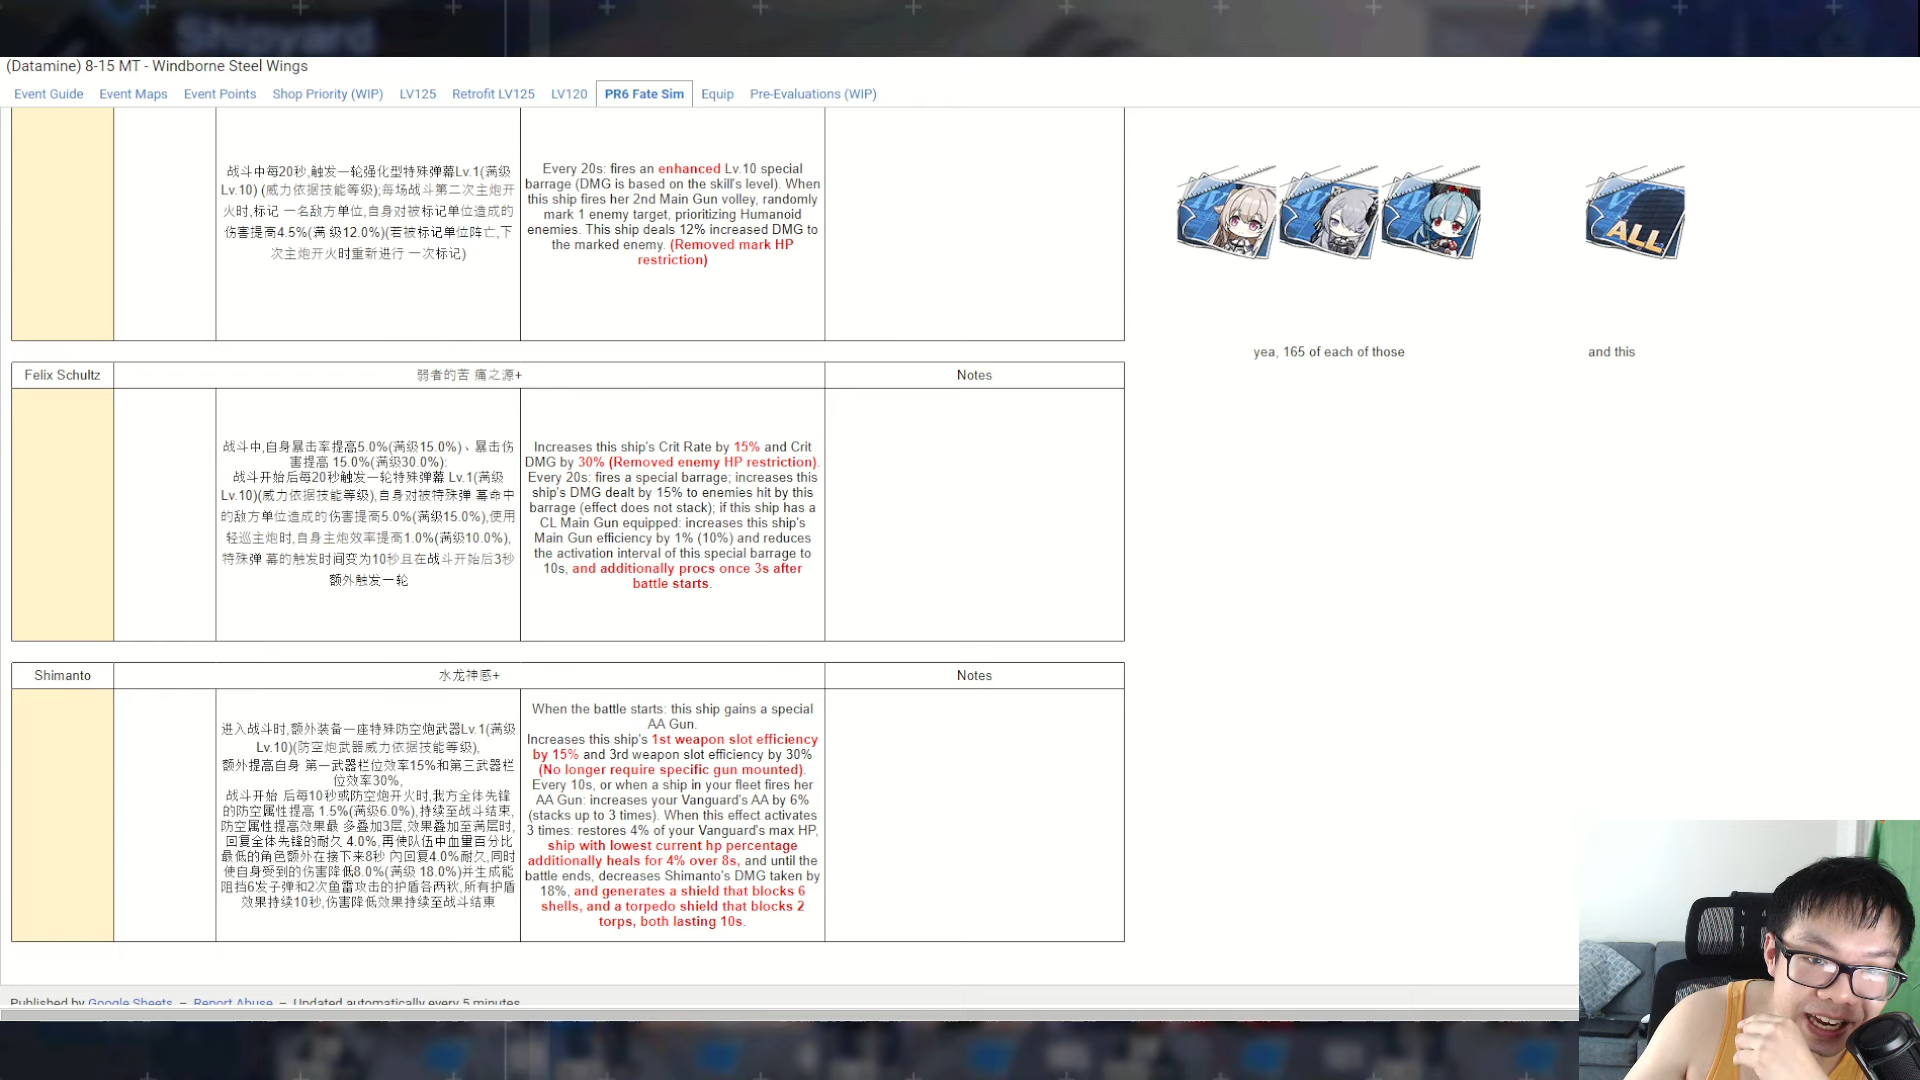 Shipyard
(Datamine) 8-15 MT - Windborne Steel Wings
Event Guide Event Maps Event Points Shop Priority (WIP) LV125 Retrofit LV125 LV120 PR6 Fate Sim Equip Pre-Evaluations (WIP)
战斗中每20秒,触发一轮强化型特殊弹幕Lv.1(满级
Lv.10) (威力依据技能等级);每场战斗第二次主炮开
火时,标记 一名敌方单位,自身对被标记单位造成的
伤害提高4.5%(满 级12.0%)(若被标记单位阵亡,下
次主炮开火时重新进行 一次标记)
Every 20s: fires an enhanced Lv.10 special
barrage (DMG is based on the skill's level). When
this ship fires her 2nd Main Gun volley, randomly
mark 1 enemy target, prioritizing Humanoid
enemies. This ship deals 12% increased DMG to
the marked enemy. (Removed mark HP
restriction)
ALL
yea, 165 of each of those
and this
Felix Schultz
弱者的苦 痛之源+
Notes
战斗中,自身暴击率提高5.0%(满级15.0%)、暴击伤
害提高 15.0%(满级30.0%):
战斗开始后每20秒触发一轮特殊弹幕 Lv.1(满级
Lv.10)(威力依据技能等级),自身对被特殊弹 幕命中
的敌方单位造成的伤害提高5.0%(满级15.0%),使用
轻巡主炮时,自身主炮效率提高1.0%(满级10.0%),
特殊弹 幕的触发时间变为10秒且在战斗开始后3秒
额外触发一轮
Increases this ship's Crit Rate by 15% and Crit
DMG by 30% (Removed enemy HP restriction).
Every 20s: fires a special barrage; increases this
ship's DMG dealt by 15% to enemies hit by this
barrage (effect does not stack); if this ship has a
CL Main Gun equipped: increases this ship's
Main Gun efficiency by 1% (10%) and reduces
the activation interval of this special barrage to
10s, and additionally procs once 3s after
battle starts.
Shimanto
水龙神感+
Notes
进入战斗时,额外装备一座特殊防空炮武器Lv.1(满级
Lv.10)(防空炮武器威力依据技能等级),
额外提高自身 第一武器栏位效率15%和第三武器栏
位效率30%,
战斗开始 后每10秒或防空炮开火时,我方全体先锋
的防空属性提高 1.5%(满级6.0%),持续至战斗结束,
防空属性提高效果最 多叠加3层,效果叠加至满层时,
回复全体先锋的耐久 4.0%,再使队伍中血量百分比
最低的角色额外在接下来8秒 内回复4.0%耐久,同时
使自身受到的伤害降低8.0%(满级 18.0%)并生成能
阻挡6发子弹和2次鱼雷攻击的护盾各两秋,所有护盾
效果持续10秒,伤害降低效果持续至战斗结束
When the battle starts: this ship gains a special
AA Gun.
Increases this ship's 1st weapon slot efficiency
by 15% and 3rd weapon slot efficiency by 30%
(No longer require specific gun mounted).
Every 10s, or when a ship in your fleet fires her
AA Gun: increases your Vanguard's AA by 6%
(stacks up to 3 times). When this effect activates
3 times: restores 4% of your Vanguard's max HP,
ship with lowest current hp percentage
additionally heals for 4% over 8s, and until the
battle ends, decreases Shimanto's DMG taken by
18%, and generates a shield that blocks 6
shells, and a torpedo shield that blocks 2
torps, both lasting 10s.
Published by Google Sheets – Report Abuse – Updated automatically every 5 minutes